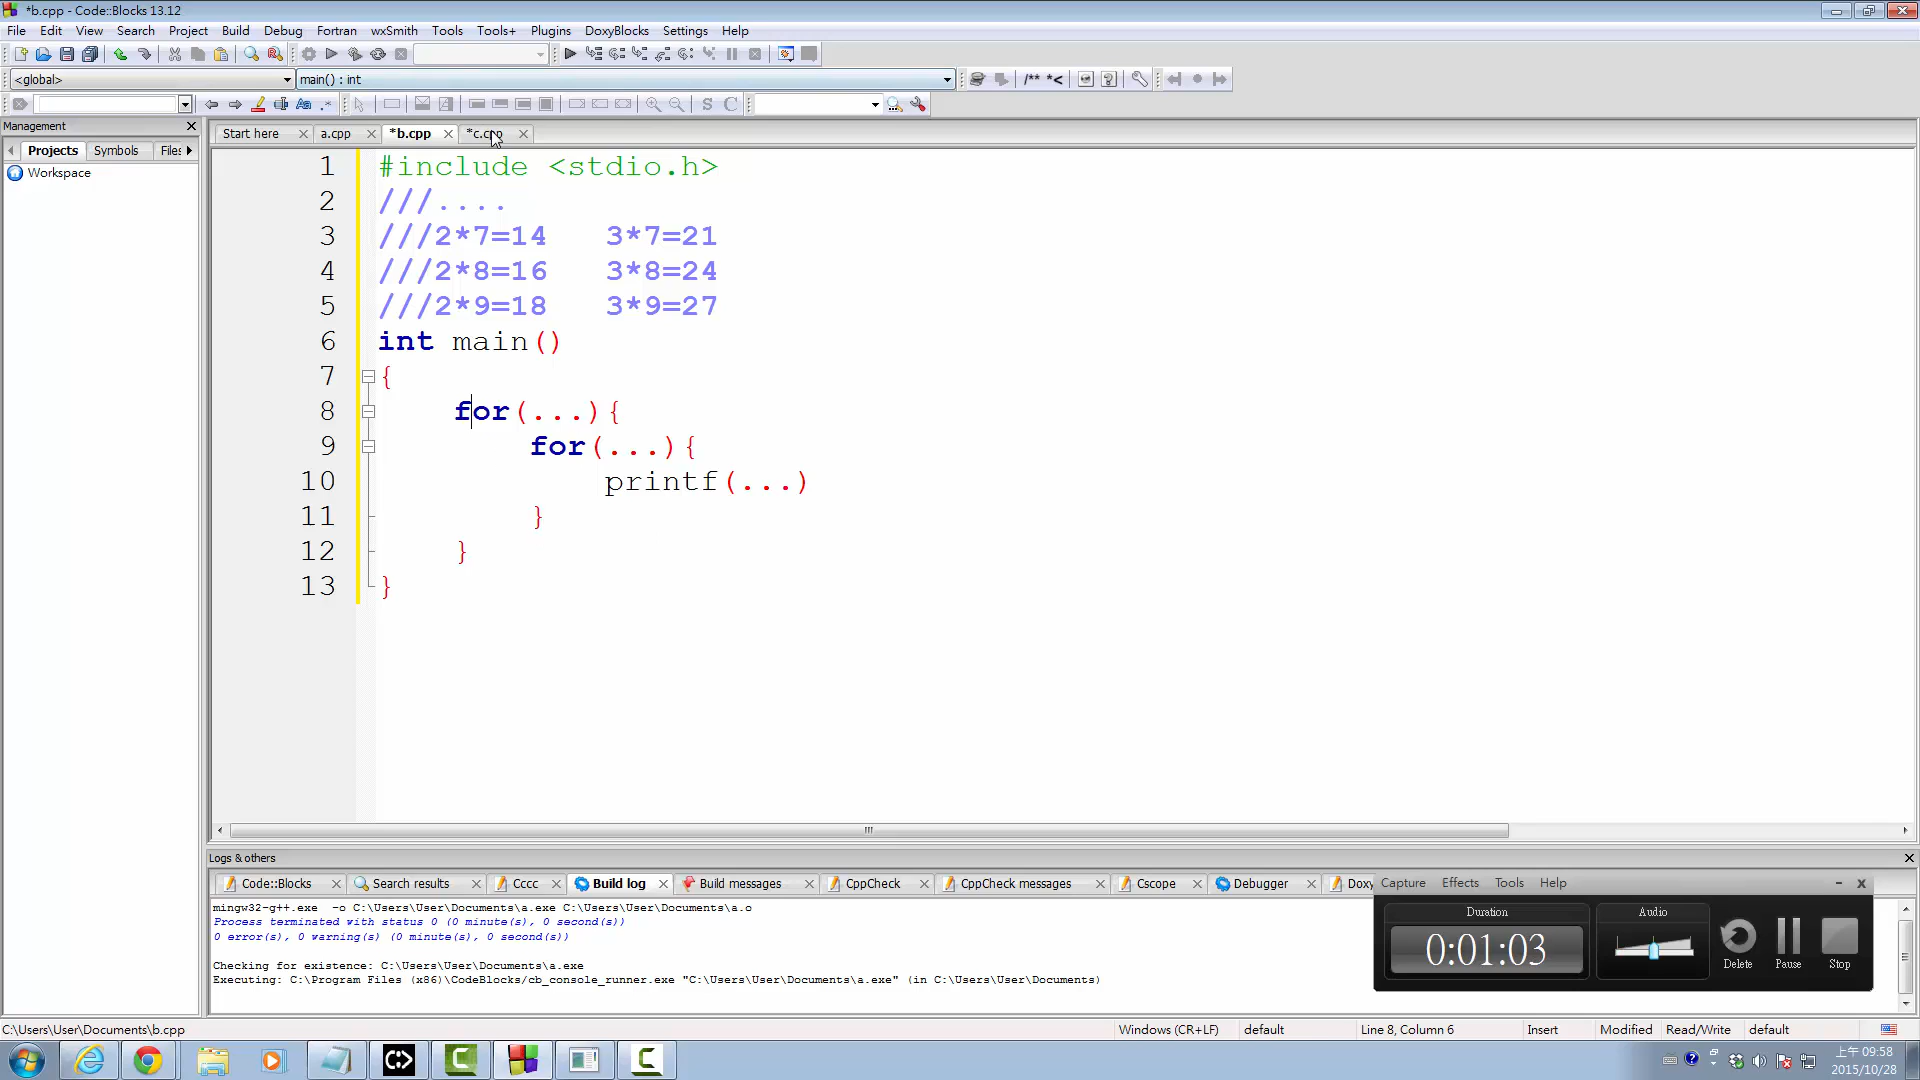 *b.cpp - Code::Blocks 13.12
File Edit View Search Project Build Debug Fortran wxSmith Tools Tools+ Plugins DoxyBlocks Settings Help
<global> main() : int /** *<
Aa .* S C
Management
Start here a.cpp *b.cpp *c.cpp
Projects Symbols Files
Workspace
1 #include <stdio.h>
2 ///....
3 ///2*7=14 3*7=21
4 ///2*8=16 3*8=24
5 ///2*9=18 3*9=27
6 int main()
7 {
8 for(...){
9 for(...){
10 printf(...)
11 }
12 }
13 }
Logs & others
Code::Blocks Search results Cccc Build log Build messages CppCheck CppCheck messages Cscope Debugger Doxy
mingw32-g++.exe -o C:\Users\User\Documents\a.exe C:\Users\User\Documents\a.o
Process terminated with status 0 (0 minute(s), 0 second(s))
0 error(s), 0 warning(s) (0 minute(s), 0 second(s))
Checking for existence: C:\Users\User\Documents\a.exe
Executing: C:\Program Files (x86)\CodeBlocks/cb_console_runner.exe "C:\Users\User\Documents\a.exe" (in C:\Users\User\Documents)
Capture Effects Tools Help
Duration
0:01:03
Audio
Delete Pause Stop
C:\Users\User\Documents\b.cpp Windows (CR+LF) default Line 8, Column 6 Insert Modified Read/Write default
上午 09:58
2015/10/28